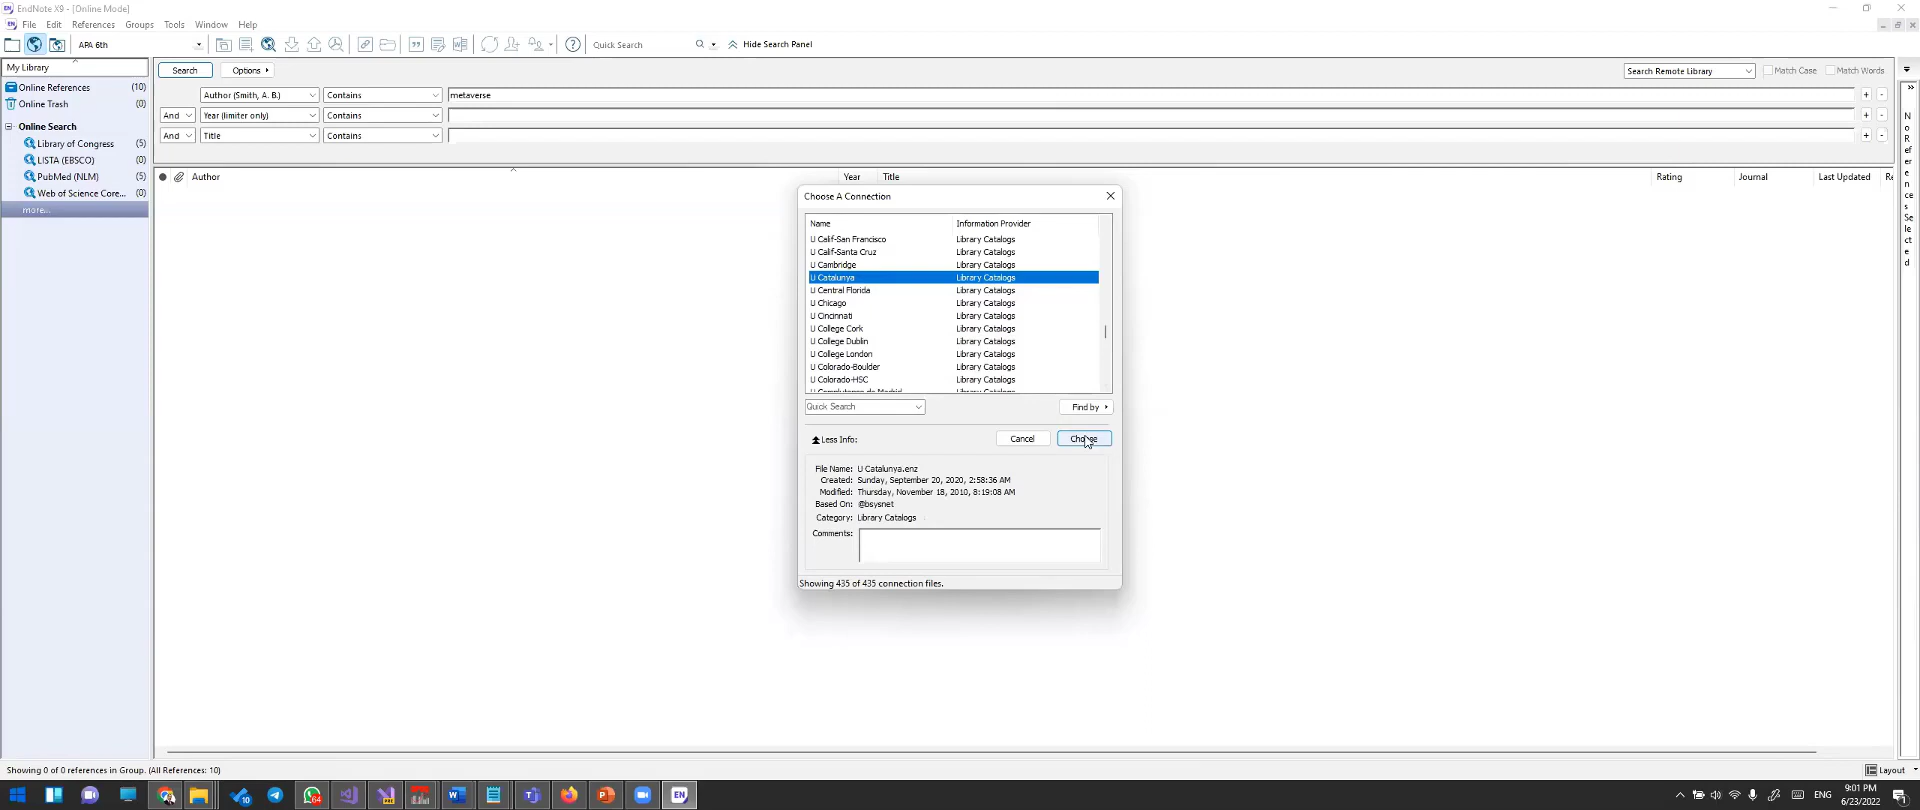 EndNote X9 - [Online Mode]
File Edit References Groups Tools Window Help
APA 6th
Quick Search
Hide Search Panel
My Library
Online References (10)
Online Trash (0)
Online Search
Library of Congress (5)
LISTA (EBSCO) (0)
PubMed (NLM) (5)
Web of Science Core... (0)
more...
Search Options
Search Remote Library Match Case Match Words
Author (Smith, A. B.) Contains metaverse + -
And Year (limiter only) Contains + -
And Title Contains + -
Author Year Title Rating Journal Last Updated Re
No References Selected
Choose A Connection
Name Information Provider
U Calif-San Francisco Library Catalogs
U Calif-Santa Cruz Library Catalogs
U Cambridge Library Catalogs
U Catalunya Library Catalogs
U Central Florida Library Catalogs
U Chicago Library Catalogs
U Cincinnati Library Catalogs
U College Cork Library Catalogs
U College Dublin Library Catalogs
U College London Library Catalogs
U Colorado-Boulder Library Catalogs
U Colorado-HSC Library Catalogs
Quick Search Find by
Less Info: Cancel Choose
File Name: U Catalunya.enz
Created: Sunday, September 20, 2020, 2:58:36 AM
Modified: Thursday, November 18, 2010, 8:19:08 AM
Based On: @bsysnet
Category: Library Catalogs
Comments:
Showing 435 of 435 connection files.
Showing 0 of 0 references in Group. (All References: 10)
Layout
10
64
EN
ENG
9:01 PM
6/23/2022